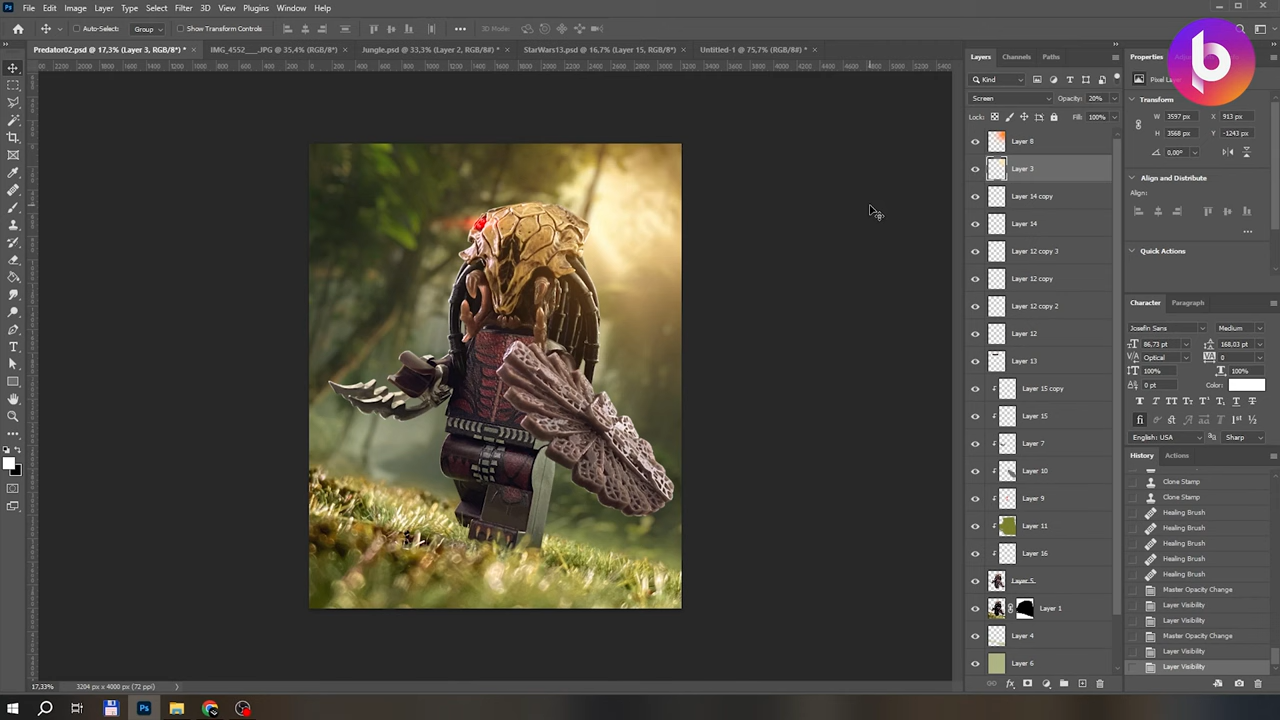 File Edit Image Layer Type Select Filter 3D View Plugins Window Help
Auto-Select: Group Show Transform Controls 3D Mode:
Predator02.psd @ 17,3% (Layer 3, RGB/8*) * IMG_4552___.JPG @ 35,4% (RGB/8*) Jungle.psd @ 33,3% (Layer 2, RGB/8#) * StarWars13.psd @ 16,7% (Layer 15, RGB/8*) Untitled-1 @ 75,7% (RGB/8#) *
Layers Channels Paths
Kind
Screen Opacity: 20%
Lock: Fill: 100%
Layer 8
Layer 3
Layer 14 copy
Layer 14
Layer 12 copy 3
Layer 12 copy
Layer 12 copy 2
Layer 12
Layer 13
Layer 15 copy
Layer 15
Layer 7
Layer 10
Layer 9
Layer 11
Layer 16
Layer 5
Layer 1
Layer 4
Layer 6
Properties
Pixel Layer
Transform
W 3597 px X 913 px
H 3568 px Y -1243 px
0,00°
Align and Distribute
Align:
Quick Actions
Character Paragraph
Josefin Sans Medium
86,73 pt 168,03 pt
Optical 0
100% 100%
0 pt Color:
English: USA Sharp
History Actions
Clone Stamp
Clone Stamp
Healing Brush
Healing Brush
Healing Brush
Healing Brush
Healing Brush
Master Opacity Change
Layer Visibility
Layer Visibility
Master Opacity Change
Layer Visibility
Layer Visibility
17,33% 3204 px x 4000 px (72 ppi)
b